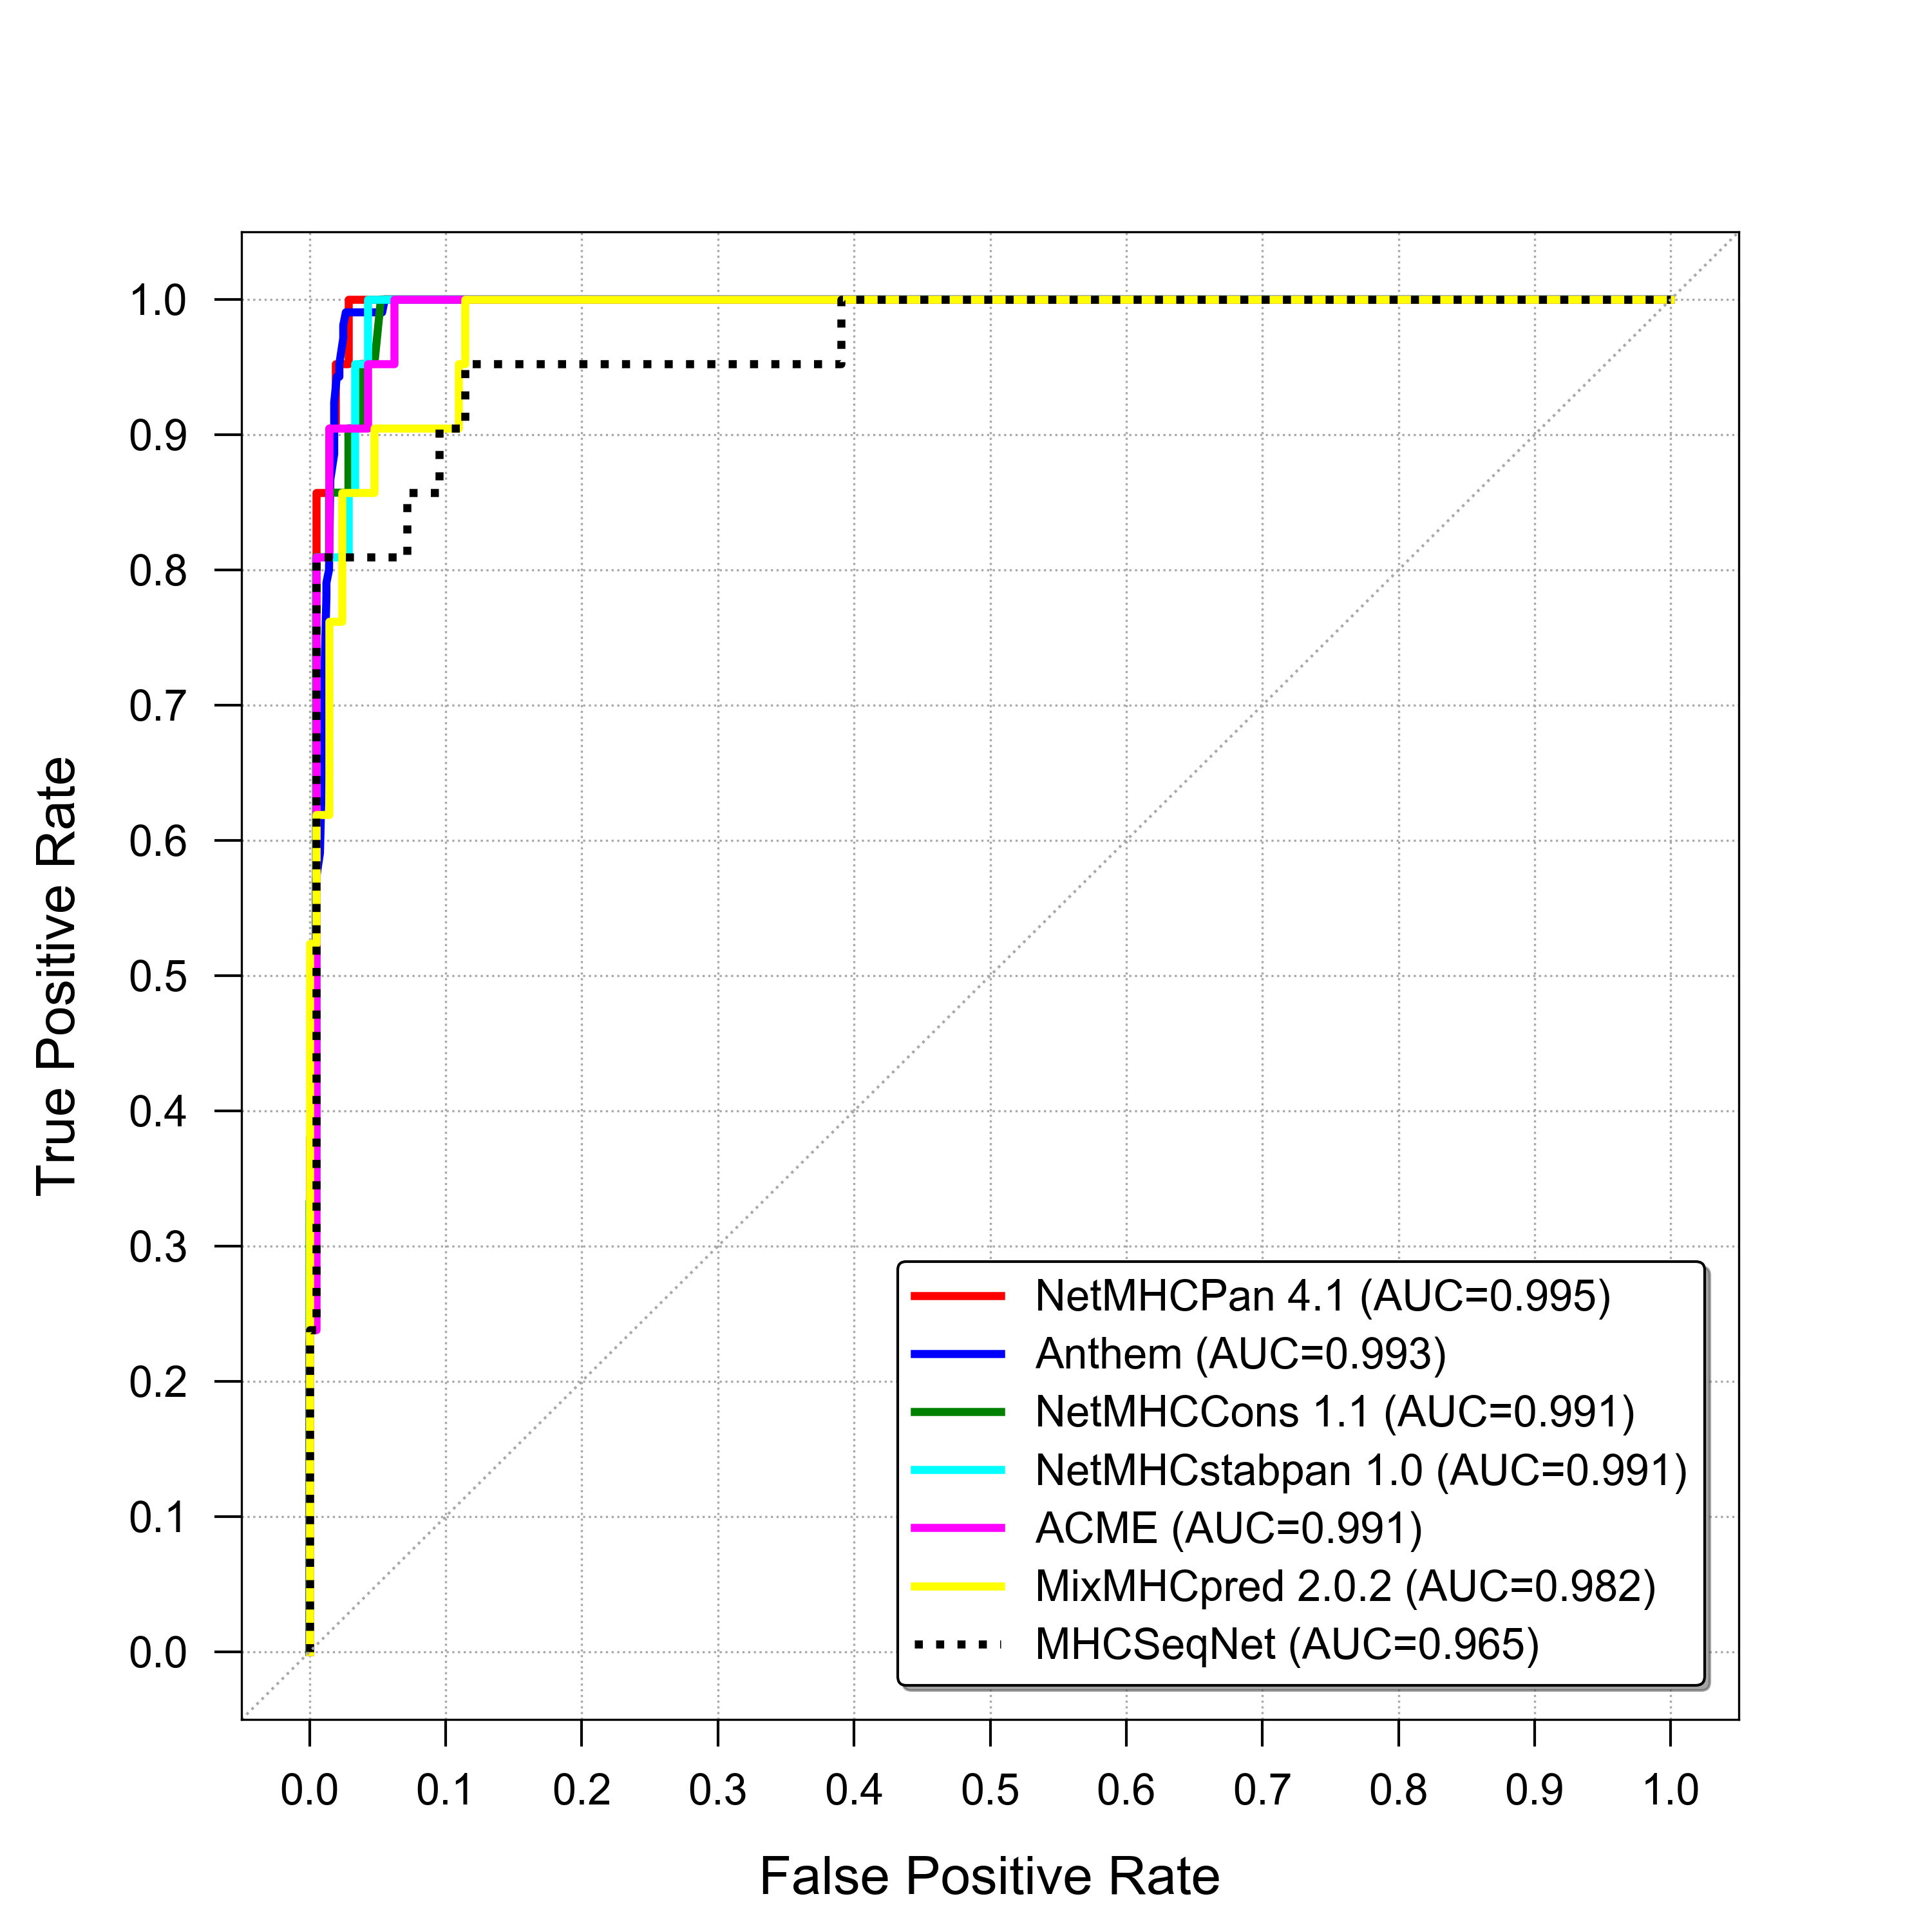 1.0
0.9
0.8
0.7
0.6
0.5
0.4
0.3
0.2
0.1
0.0
True Positive Rate
NetMHCPan 4.1 (AUC=0.995)
Anthem (AUC=0.993)
NetMHCCons 1.1 (AUC=0.991)
NetMHCstabpan 1.0 (AUC=0.991)
ACME (AUC=0.991)
MixMHCpred 2.0.2 (AUC=0.982)
MHCSeqNet (AUC=0.965)
0.0 0.1 0.2 0.3 0.4 0.5 0.6 0.7 0.8 0.9 1.0
False Positive Rate